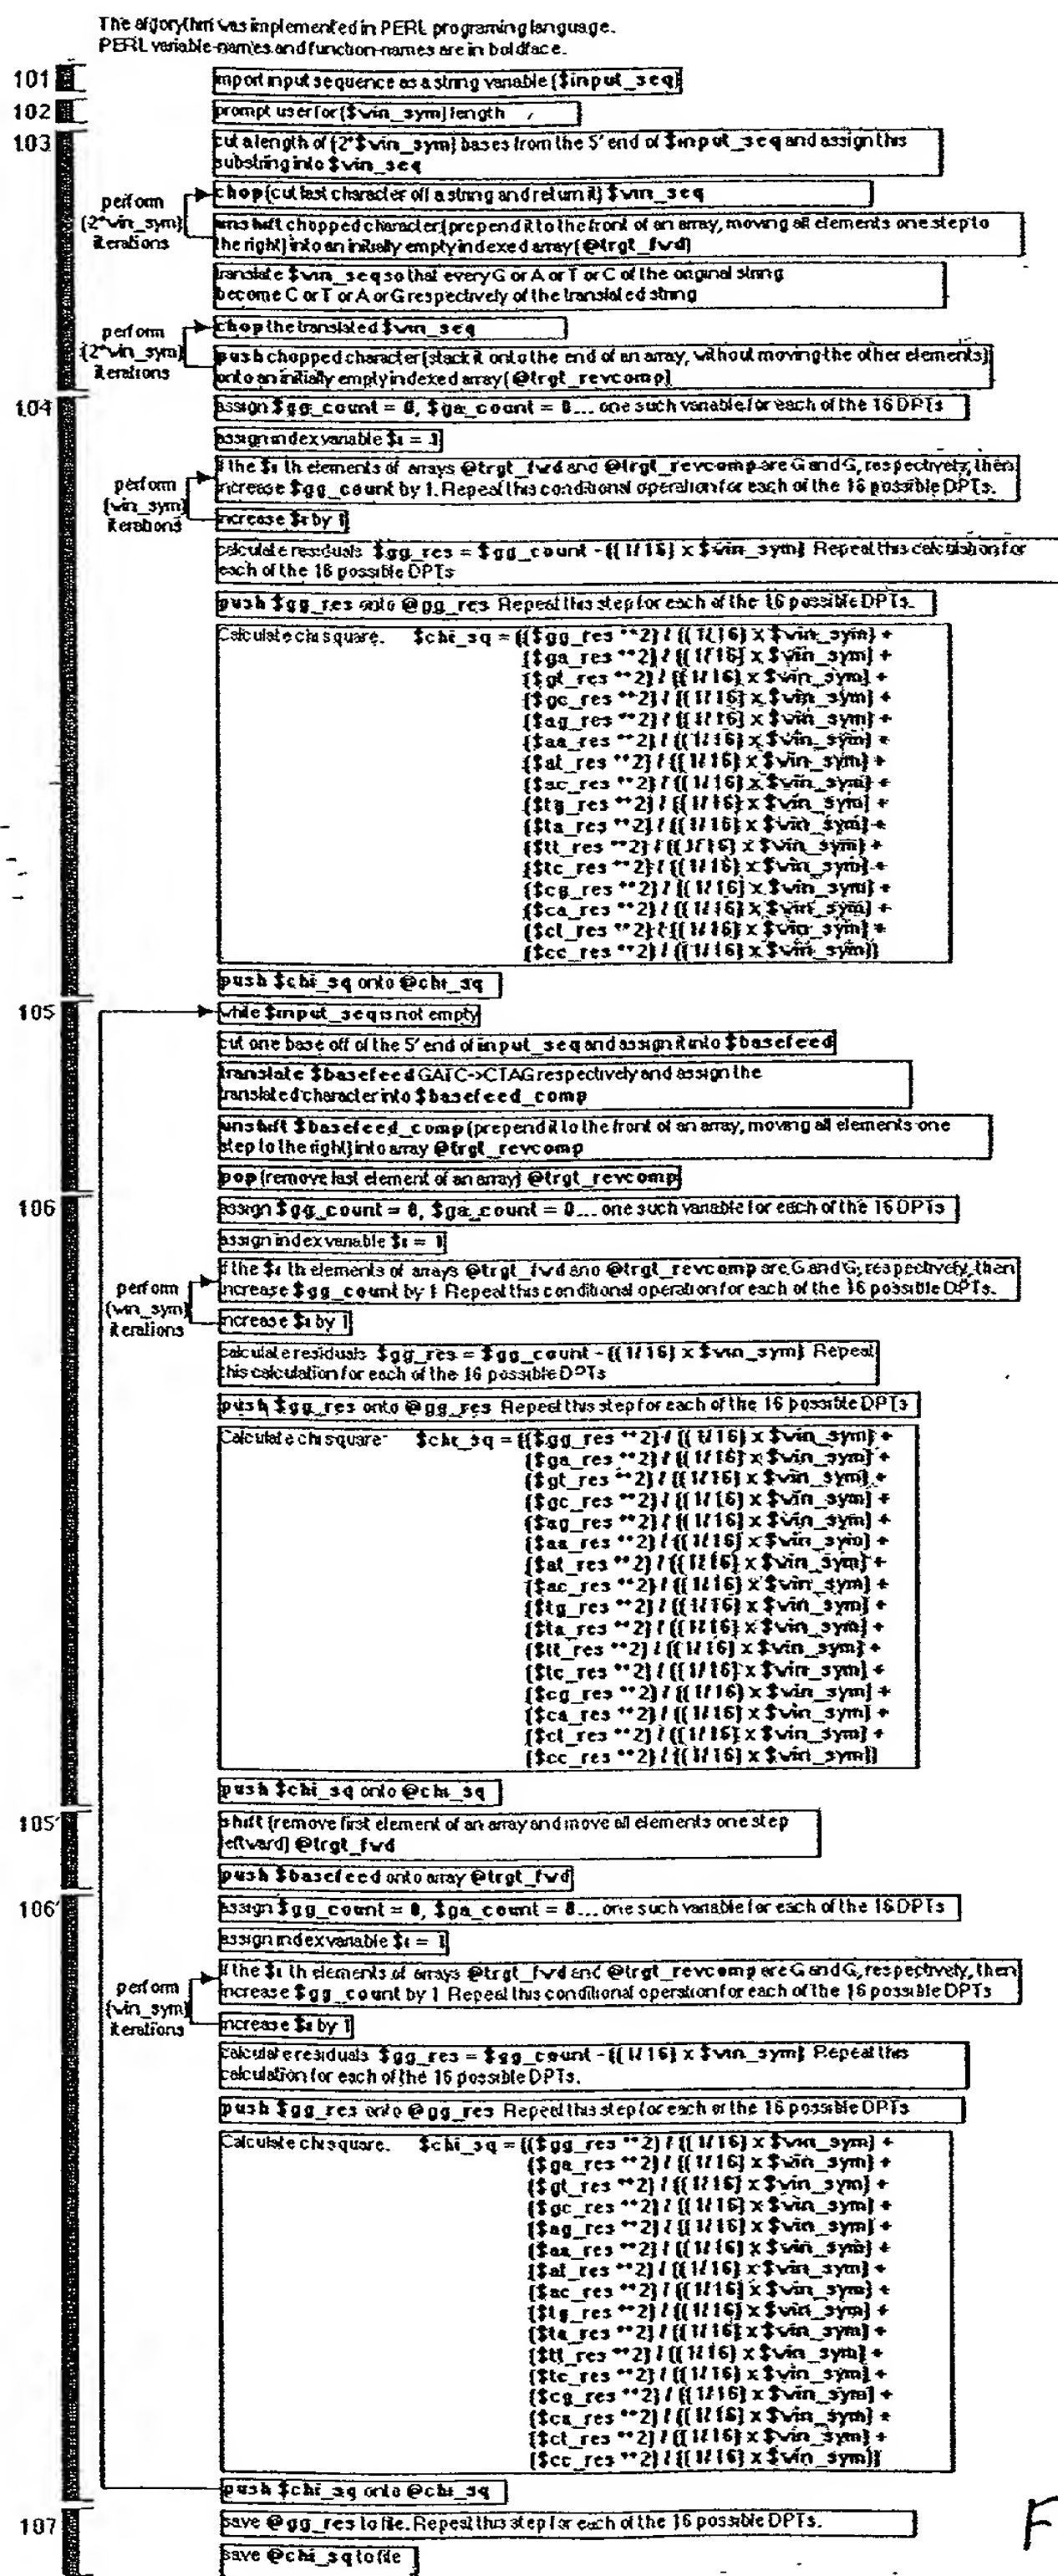 The algorythm was implemented in PERL programing language.
PERL variable-names and function-names are in boldface.
101
import input sequence as a string variable ($input_seq)
102
prompt user for ($win_sym) length
103
cut a length of (2*$win_sym) bases from the 5' end of $input_seq and assign this
substring into $win_seq
perform
(2*win_sym)
iterations
chop (cut last character off a string and return it) $win_seq
unshift chopped character (prepend it to the front of an array, moving all elements one step to
the right) into an initially empty indexed array (@trgt_fwd)
translate $win_seq so that every G or A or T or C of the original string
become C or T or A or G respectively of the translated string
perform
(2*win_sym)
iterations
chop the translated $win_seq
push chopped character (stack it onto the end of an array, without moving the other elements)
onto an initially empty indexed array (@trgt_revcomp)
104
assign $gg_count = 0, $ga_count = 0... one such variable for each of the 16 DPTs
assign index variable $i = 1
perform
(win_sym)
iterations
if the $i th elements of arrays @trgt_fwd and @trgt_revcomp are G and G, respectively, then
increase $gg_count by 1. Repeat this conditional operation for each of the 16 possible DPTs.
increase $i by 1
calculate residuals $gg_res = $gg_count - ((1/16) x $win_sym) Repeat this calculation for
each of the 16 possible DPTs
push $gg_res onto @gg_res Repeat this step for each of the 16 possible DPTs.
Calculate chi square. $chi_sq = (($gg_res **2) / ((1/16) x $win_sym) +
($ga_res **2) / ((1/16) x $win_sym) +
($gt_res **2) / ((1/16) x $win_sym) +
($gc_res **2) / ((1/16) x $win_sym) +
($ag_res **2) / ((1/16) x $win_sym) +
($aa_res **2) / ((1/16) x $win_sym) +
($at_res **2) / ((1/16) x $win_sym) +
($ac_res **2) / ((1/16) x $win_sym) +
($tg_res **2) / ((1/16) x $win_sym) +
($ta_res **2) / ((1/16) x $win_sym) +
($tt_res **2) / ((1/16) x $win_sym) +
($tc_res **2) / ((1/16) x $win_sym) +
($cg_res **2) / ((1/16) x $win_sym) +
($ca_res **2) / ((1/16) x $win_sym) +
($ct_res **2) / ((1/16) x $win_sym) +
($cc_res **2) / ((1/16) x $win_sym))
push $chi_sq onto @chi_sq
105
while $input_seq is not empty
cut one base off of the 5' end of input_seq and assign it into $basefeed
translate $basefeed GATC->CTAG respectively and assign the
translated character into $basefeed_comp
unshift $basefeed_comp (prepend it to the front of an array, moving all elements one
step to the right) into array @trgt_revcomp
pop (remove last element of an array) @trgt_revcomp
106
assign $gg_count = 0, $ga_count = 0... one such variable for each of the 16 DPTs
assign index variable $i = 1
perform
(win_sym)
iterations
if the $i th elements of arrays @trgt_fwd and @trgt_revcomp are G and G, respectively, then
increase $gg_count by 1 Repeat this conditional operation for each of the 16 possible DPTs.
increase $i by 1
calculate residuals $gg_res = $gg_count - ((1/16) x $win_sym) Repeat
this calculation for each of the 16 possible DPTs
push $gg_res onto @gg_res Repeat this step for each of the 16 possible DPTs
Calculate chi square $chi_sq = (($gg_res **2) / ((1/16) x $win_sym) +
($ga_res **2) / ((1/16) x $win_sym) +
($gt_res **2) / ((1/16) x $win_sym) +
($gc_res **2) / ((1/16) x $win_sym) +
($ag_res **2) / ((1/16) x $win_sym) +
($aa_res **2) / ((1/16) x $win_sym) +
($at_res **2) / ((1/16) x $win_sym) +
($ac_res **2) / ((1/16) x $win_sym) +
($tg_res **2) / ((1/16) x $win_sym) +
($ta_res **2) / ((1/16) x $win_sym) +
($tt_res **2) / ((1/16) x $win_sym) +
($tc_res **2) / ((1/16) x $win_sym) +
($cg_res **2) / ((1/16) x $win_sym) +
($ca_res **2) / ((1/16) x $win_sym) +
($ct_res **2) / ((1/16) x $win_sym) +
($cc_res **2) / ((1/16) x $win_sym))
push $chi_sq onto @chi_sq
105'
shift (remove first element of an array and move all elements one step
leftward) @trgt_fwd
push $basefeed onto array @trgt_fwd
106'
assign $gg_count = 0, $ga_count = 0... one such variable for each of the 16 DPTs
assign index variable $i = 1
perform
(win_sym)
iterations
if the $i th elements of arrays @trgt_fwd and @trgt_revcomp are G and G, respectively, then
increase $gg_count by 1 Repeat this conditional operation for each of the 16 possible DPTs
increase $i by 1
calculate residuals $gg_res = $gg_count - ((1/16) x $win_sym) Repeat this
calculation for each of the 16 possible DPTs.
push $gg_res onto @gg_res Repeat this step for each of the 16 possible DPTs
Calculate chi square. $chi_sq = (($gg_res **2) / ((1/16) x $win_sym) +
($ga_res **2) / ((1/16) x $win_sym) +
($gt_res **2) / ((1/16) x $win_sym) +
($gc_res **2) / ((1/16) x $win_sym) +
($ag_res **2) / ((1/16) x $win_sym) +
($aa_res **2) / ((1/16) x $win_sym) +
($at_res **2) / ((1/16) x $win_sym) +
($ac_res **2) / ((1/16) x $win_sym) +
($tg_res **2) / ((1/16) x $win_sym) +
($ta_res **2) / ((1/16) x $win_sym) +
($tt_res **2) / ((1/16) x $win_sym) +
($tc_res **2) / ((1/16) x $win_sym) +
($cg_res **2) / ((1/16) x $win_sym) +
($ca_res **2) / ((1/16) x $win_sym) +
($ct_res **2) / ((1/16) x $win_sym) +
($cc_res **2) / ((1/16) x $win_sym))
push $chi_sq onto @chi_sq
107
save @gg_res to file. Repeat this step for each of the 16 possible DPTs.
save @chi_sq to file
F